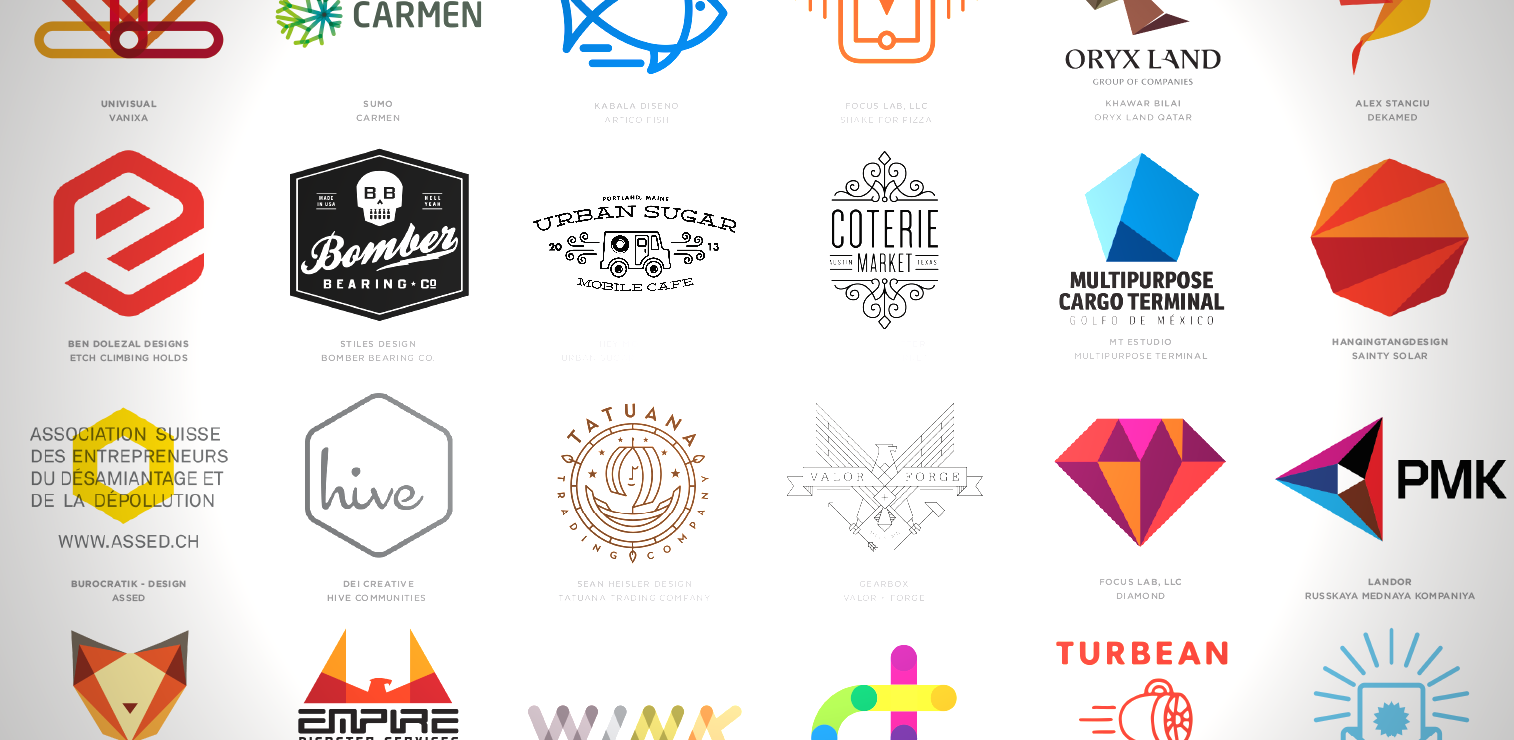 CARMEN
ORYX LAND
GROUP OF COMPANIES
UNIVISUAL
VANIXA
SUMO
CARMEN
KABALA DISENO
ARTICO FISH
FOCUS LAB, LLC
SHAKE FOR PIZZA
KHAWAR BILAI
ORYX LAND QATAR
ALEX STANCIU
DEKAMED
B B
MADE
IN USA
HELL
YEAH
Bomber
BEARING ★ CO
PORTLAND, MAINE
URBAN SUGAR
20 13
MOBILE CAFE
COTERIE
AUSTIN MARKET TEXAS
MULTIPURPOSE
CARGO TERMINAL
GOLFO DE MÉXICO
BEN DOLEZAL DESIGNS
ETCH CLIMBING HOLDS
STILES DESIGN
BOMBER BEARING CO.
MT ESTUDIO
MULTIPURPOSE TERMINAL
HANQINGTANGDESIGN
SAINTY SOLAR
ASSOCIATION SUISSE
DES ENTREPRENEURS
DU DÉSAMIANTAGE ET
DE LA DÉPOLLUTION
WWW.ASSED.CH
hive
TATUANA
TRADING COMPANY
VALOR FORGE
PMK
BUROCRATIK - DESIGN
ASSED
DEI CREATIVE
HIVE COMMUNITIES
SEAN HEISLER DESIGN
TATUANA TRADING COMPANY
GEARBOX
VALOR + FORGE
FOCUS LAB, LLC
DIAMOND
LANDOR
RUSSKAYA MEDNAYA KOMPANIYA
EMPIRE
DISASTER SERVICES
TURBEAN